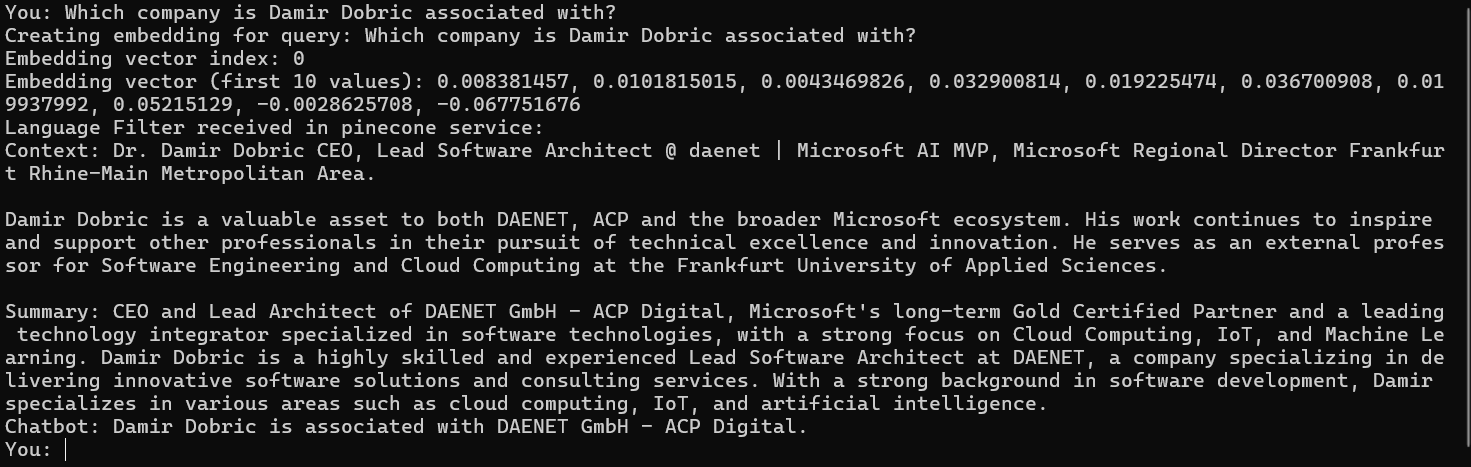 You: Which company is Damir Dobric associated with?
Creating embedding for query: Which company is Damir Dobric associated with?
Embedding vector index: 0
Embedding vector (first 10 values): 0.008381457, 0.0101815015, 0.0043469826, 0.032900814, 0.019225474, 0.036700908, 0.01
9937992, 0.05215129, -0.0028625708, -0.067751676
Language Filter received in pinecone service:
Context: Dr. Damir Dobric CEO, Lead Software Architect @ daenet | Microsoft AI MVP, Microsoft Regional Director Frankfur
t Rhine-Main Metropolitan Area.

Damir Dobric is a valuable asset to both DAENET, ACP and the broader Microsoft ecosystem. His work continues to inspire
and support other professionals in their pursuit of technical excellence and innovation. He serves as an external profes
sor for Software Engineering and Cloud Computing at the Frankfurt University of Applied Sciences.

Summary: CEO and Lead Architect of DAENET GmbH - ACP Digital, Microsoft's long-term Gold Certified Partner and a leading
 technology integrator specialized in software technologies, with a strong focus on Cloud Computing, IoT, and Machine Le
arning. Damir Dobric is a highly skilled and experienced Lead Software Architect at DAENET, a company specializing in de
livering innovative software solutions and consulting services. With a strong background in software development, Damir
specializes in various areas such as cloud computing, IoT, and artificial intelligence.
Chatbot: Damir Dobric is associated with DAENET GmbH - ACP Digital.
You: